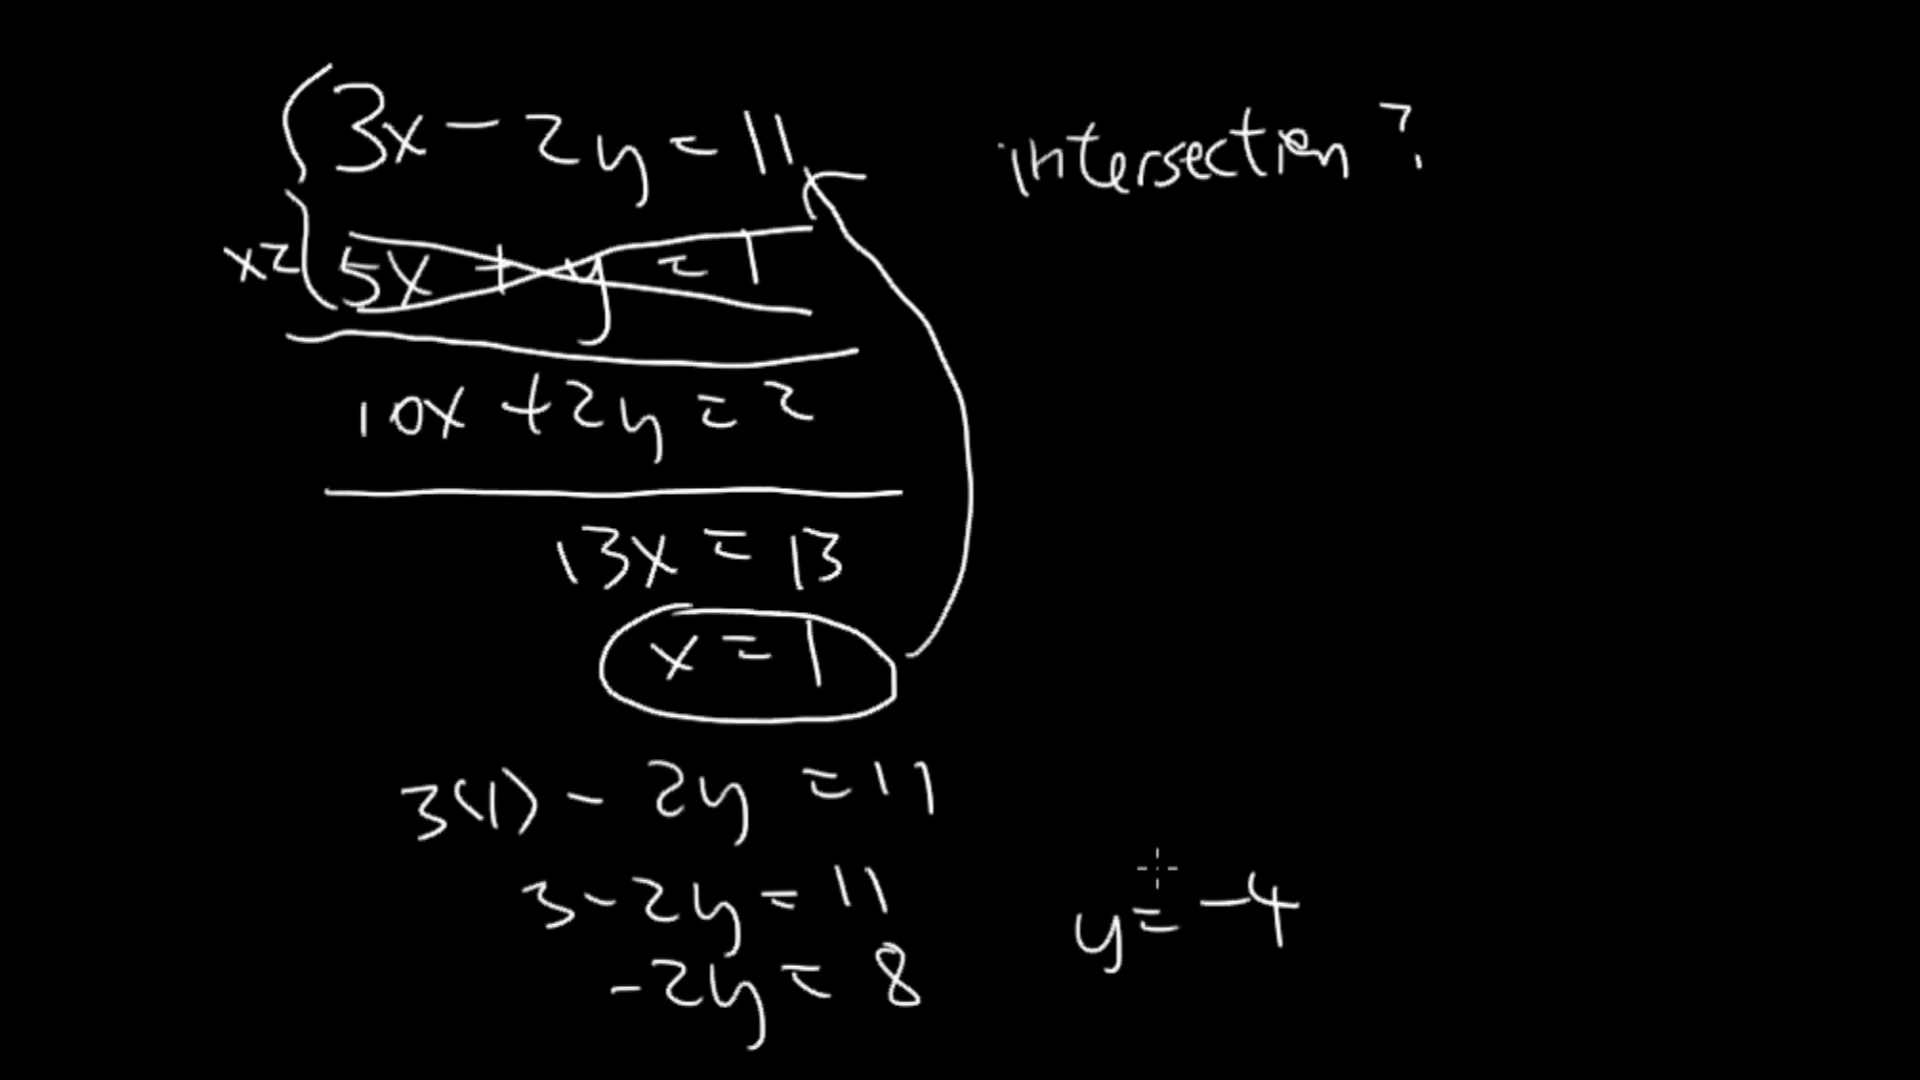 3x - 2y = 11
intersection?
x2 5x + y = 1
10x + 2y = 2
13x = 13
x = 1
3(1) - 2y = 11
3 - 2y = 11
y = -4
-2y = 8